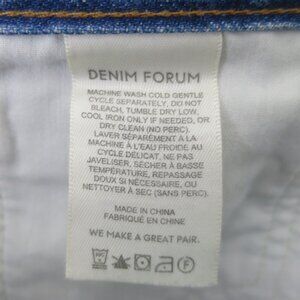 DENIM FORUM
MACHINE WASH COLD GENTLE
CYCLE SEPARATELY, DO NOT
BLEACH, TUMBLE DRY LOW,
COOL IRON ONLY IF NEEDED, OR
DRY CLEAN (NO PERC).
LAVER SÉPARÉMENT À LA
MACHINE À L'EAU FROIDE AU
CYCLE DÉLICAT, NE PAS
JAVELISER, SÉCHER À BASSE
TEMPÉRATURE, REPASSAGE
DOUX SI NÉCESSAIRE, OU
NETTOYER À SEC (SANS PERC).
MADE IN CHINA
FABRIQUÉ EN CHINE
WE MAKE A GREAT PAIR.
F